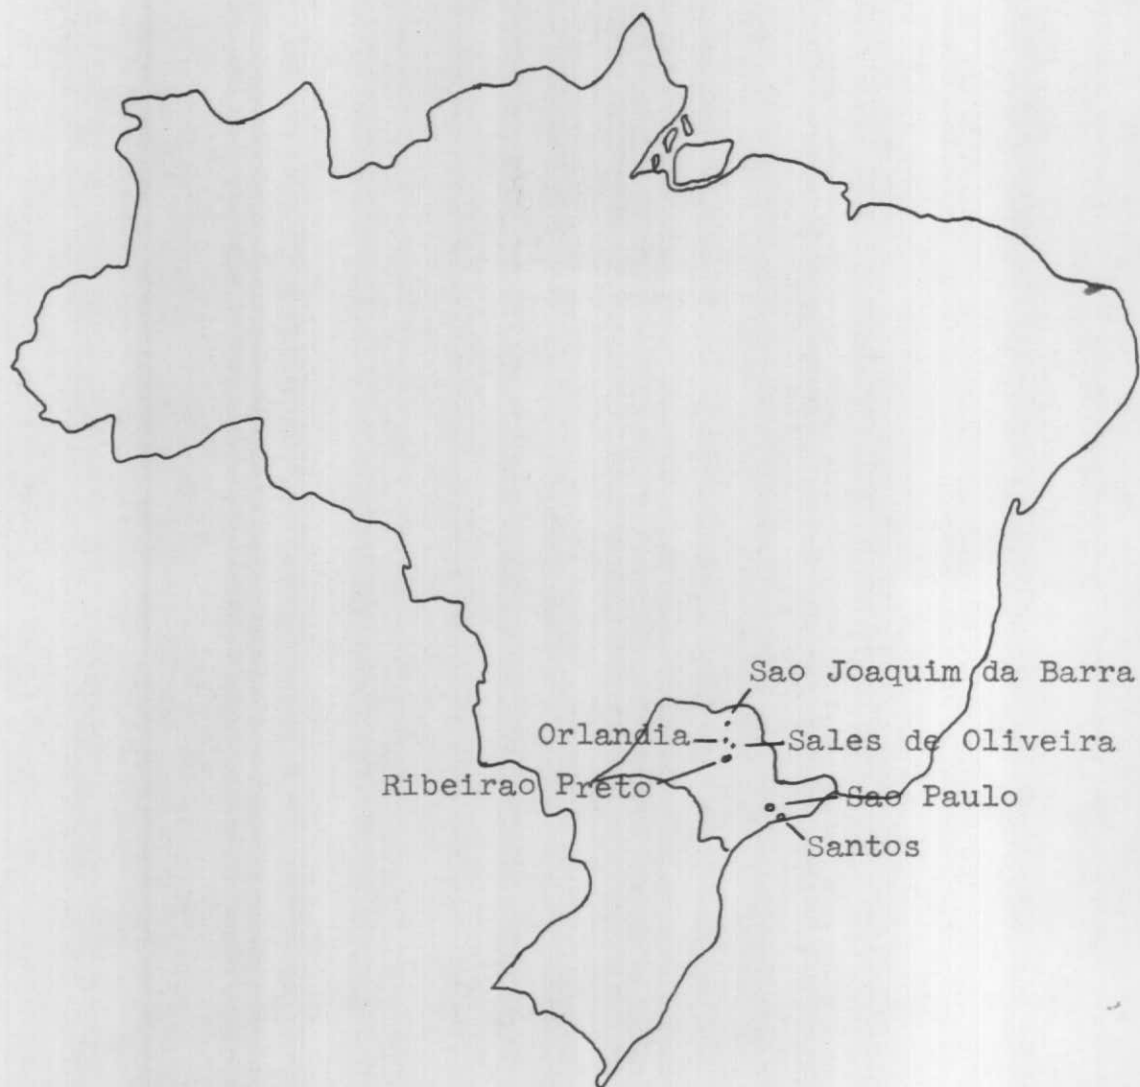 Sao Joaquim da Barra
Orlandia
Sales de Oliveira
Ribeirao Preto
Sao Paulo
Santos